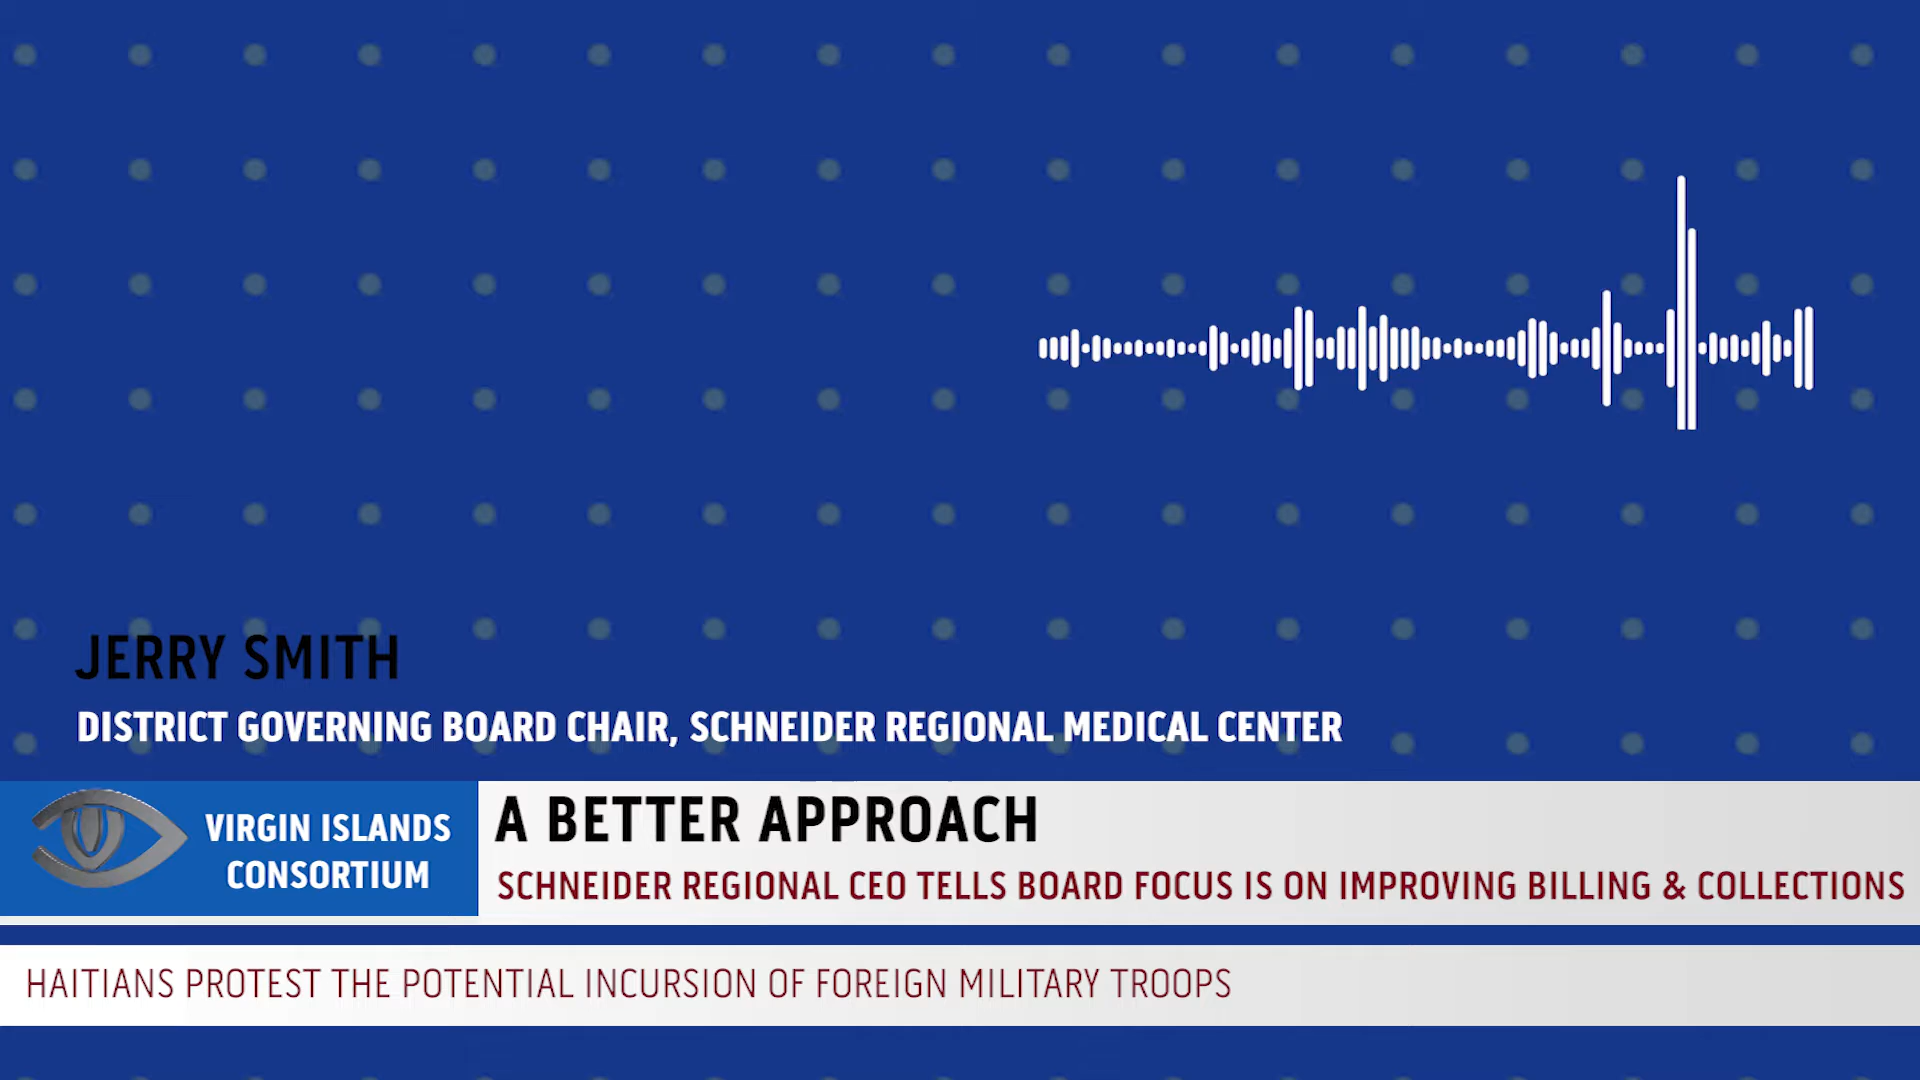 JERRY SMITH
DISTRICT GOVERNING BOARD CHAIR, SCHNEIDER REGIONAL MEDICAL CENTER
VIRGIN ISLANDS
CONSORTIUM
A BETTER APPROACH
SCHNEIDER REGIONAL CEO TELLS BOARD FOCUS IS ON IMPROVING BILLING & COLLECTIONS
HAITIANS PROTEST THE POTENTIAL INCURSION OF FOREIGN MILITARY TROOPS